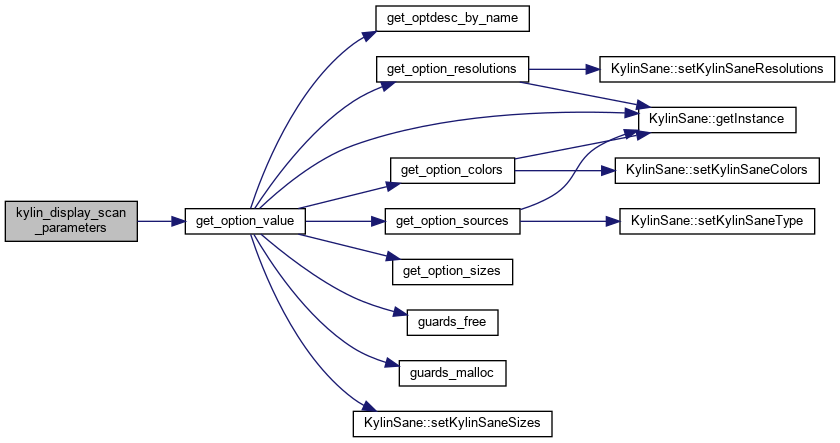 kylin_display_scan
_parameters
get_option_value
get_optdesc_by_name
get_option_resolutions
get_option_colors
get_option_sources
get_option_sizes
guards_free
guards_malloc
KylinSane::setKylinSaneSizes
KylinSane::setKylinSaneResolutions
KylinSane::getInstance
KylinSane::setKylinSaneColors
KylinSane::setKylinSaneType